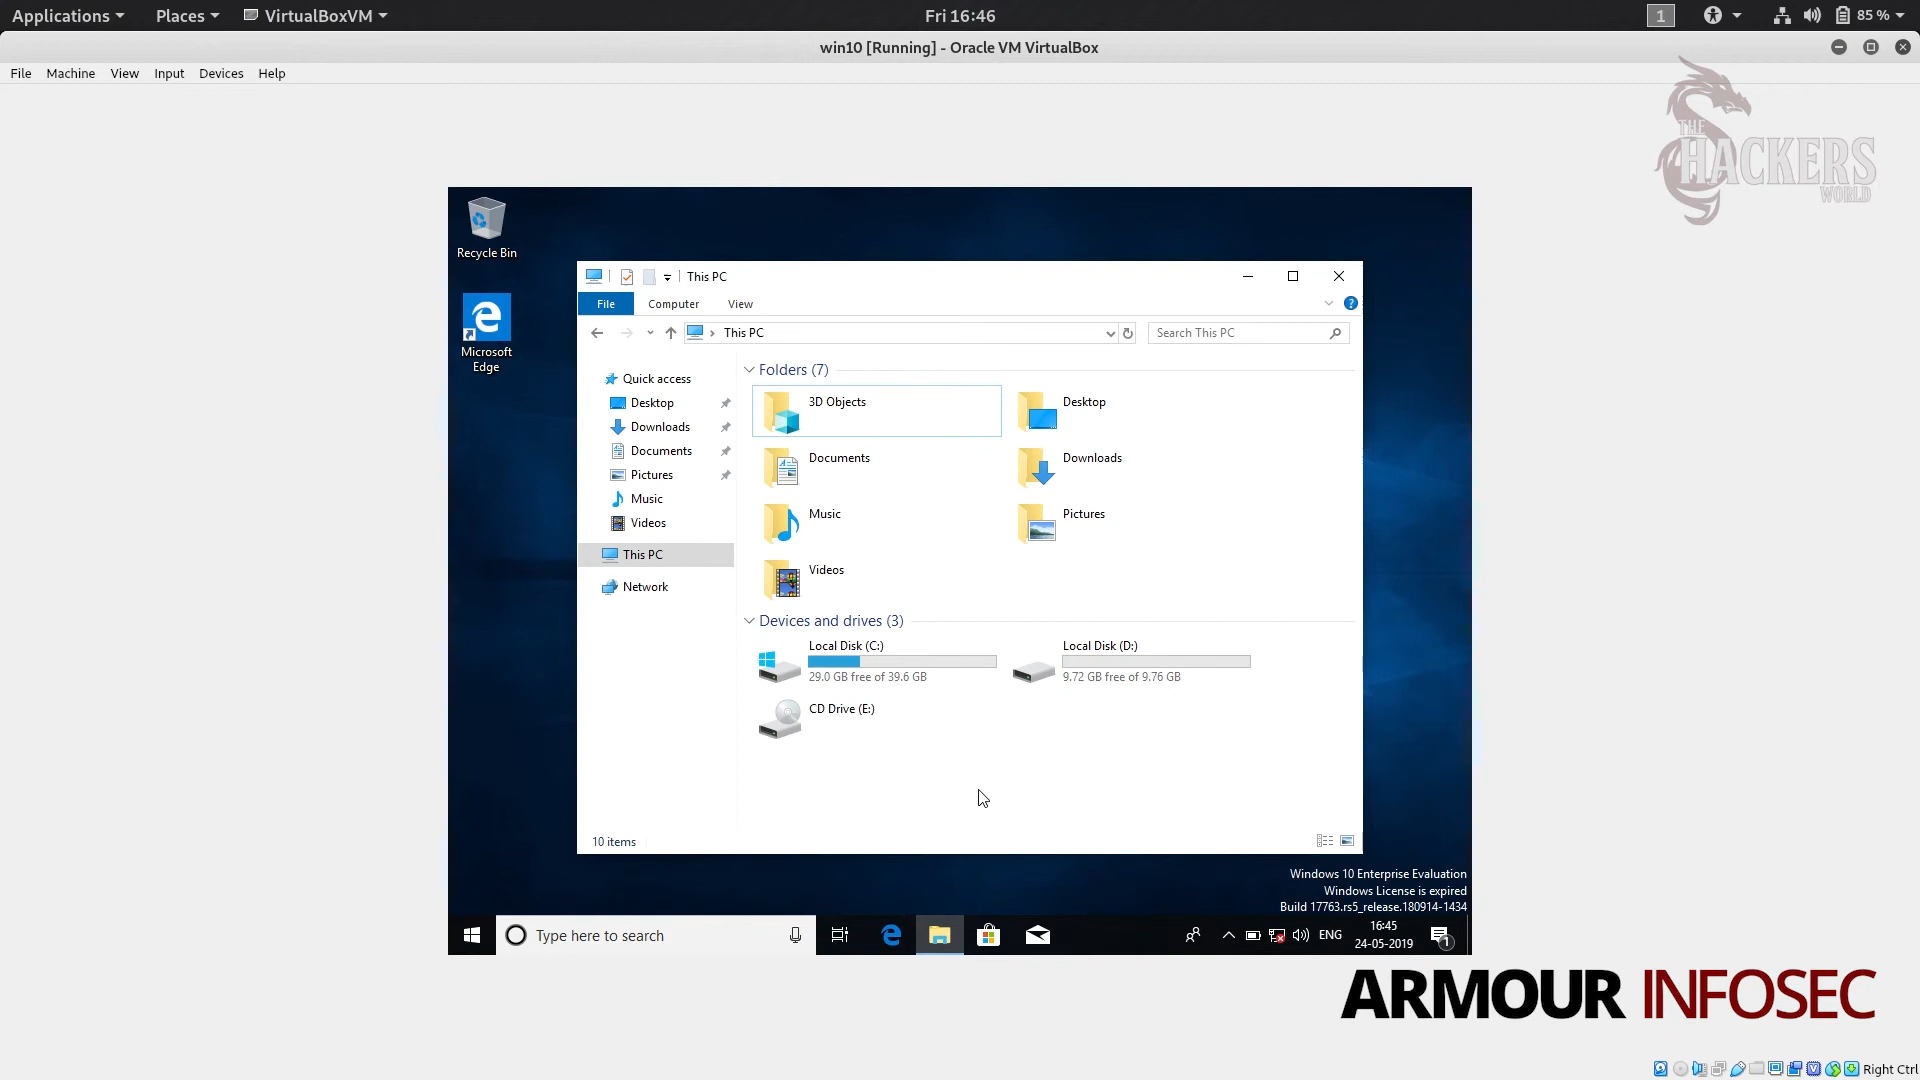 Applications Places VirtualBoxVM Fri 16:46 1 85 %
win10 [Running] - Oracle VM VirtualBox
File Machine View Input Devices Help
THE
HACKERS
WORLD
Recycle Bin
Microsoft
Edge
This PC
File Computer View
This PC Search This PC
Quick access
Desktop
Downloads
Documents
Pictures
Music
Videos
This PC
Network
Folders (7)
3D Objects Desktop
Documents Downloads
Music Pictures
Videos
Devices and drives (3)
Local Disk (C:) Local Disk (D:)
29.0 GB free of 39.6 GB 9.72 GB free of 9.76 GB
CD Drive (E:)
10 items
Windows 10 Enterprise Evaluation
Windows License is expired
Build 17763.rs5_release.180914-1434
Type here to search ENG 16:45
24-05-2019 1
ARMOUR INFOSEC
Right Ctrl